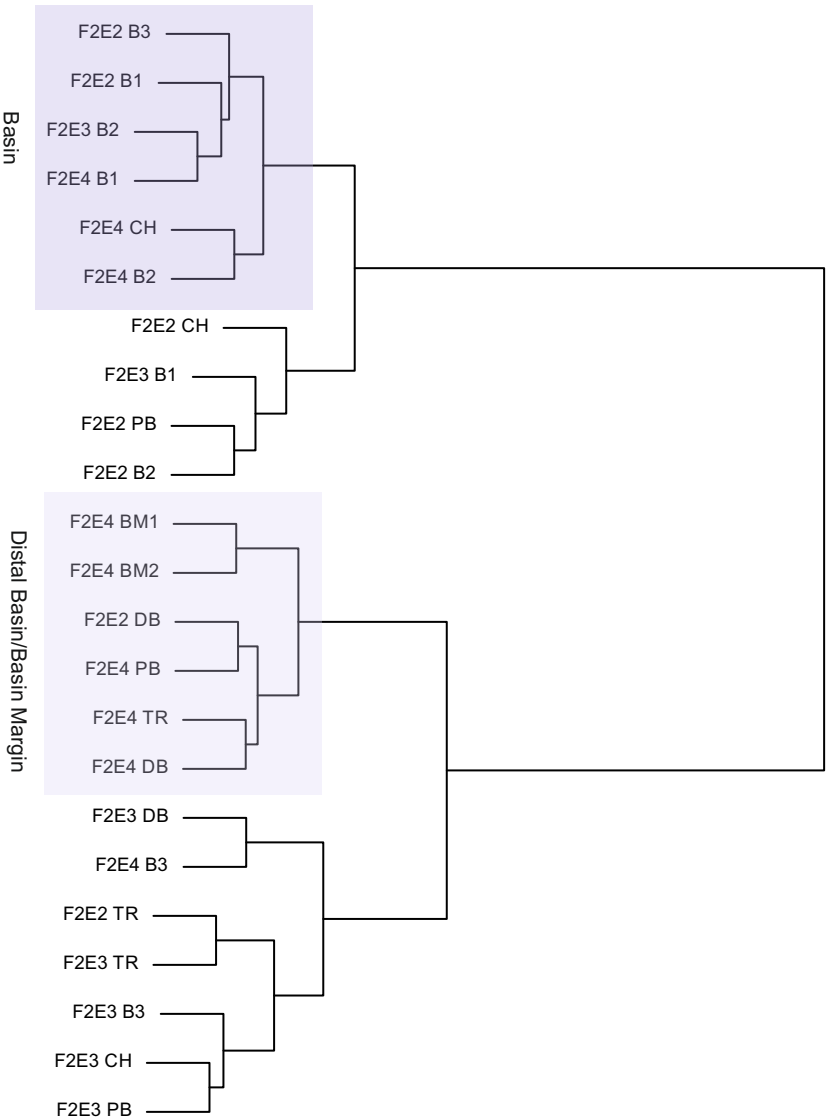 Basin
F2E2 B3
F2E2 B1
F2E3 B2
F2E4 B1
F2E4 CH
F2E4 B2
F2E2 CH
F2E3 B1
F2E2 PB
F2E2 B2
Distal Basin/Basin Margin
F2E4 BM1
F2E4 BM2
F2E2 DB
F2E4 PB
F2E4 TR
F2E4 DB
F2E3 DB
F2E4 B3
F2E2 TR
F2E3 TR
F2E3 B3
F2E3 CH
F2E3 PB